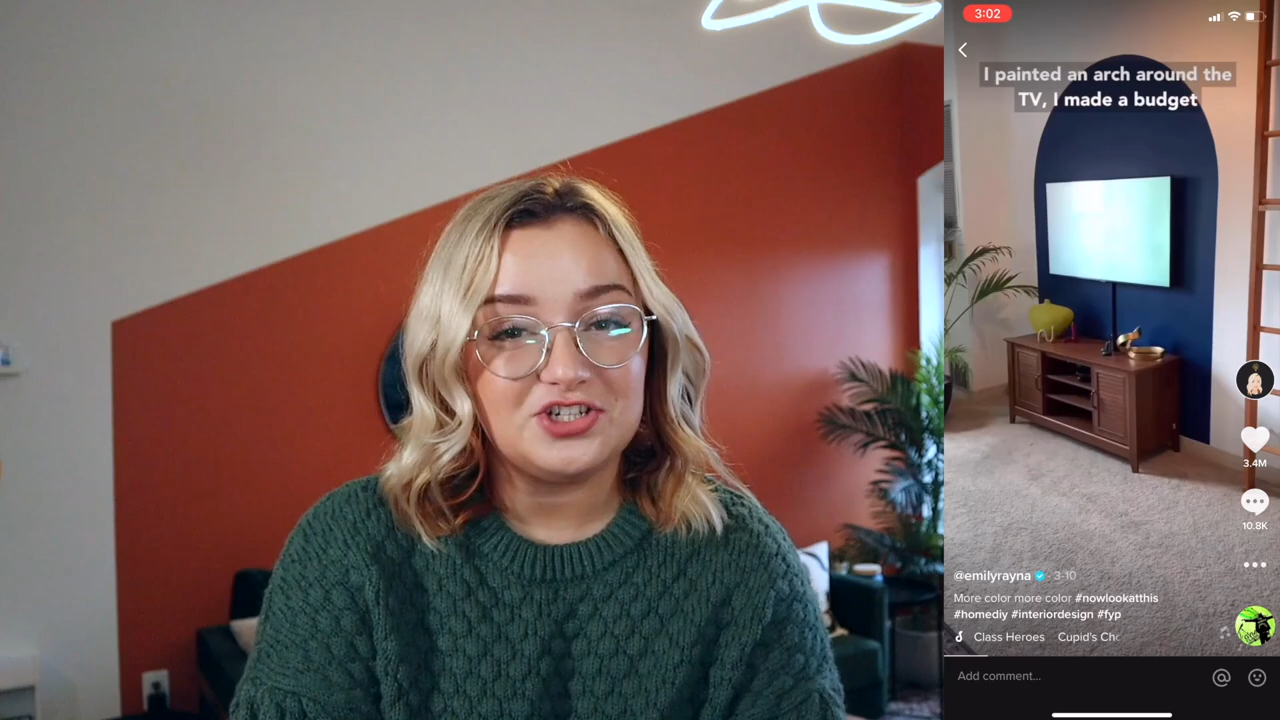 3:02
I painted an arch around the
TV, I made a budget
3.4M
10.8K
@emilyrayna · 3-10
More color more color #nowlookatthis
#homediy #interiordesign #fyp
Class Heroes Cupid's Ch
Add comment...